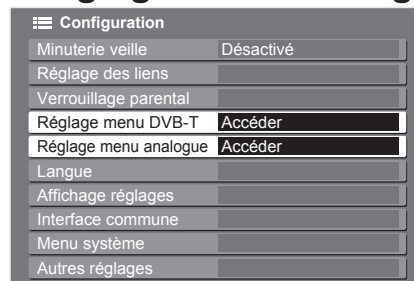 Configuration
Minuterie veille Désactivé
Réglage des liens
Verrouillage parental
Réglage menu DVB-T Accéder
Réglage menu analogue Accéder
Langue
Affichage réglages
Interface commune
Menu système
Autres réglages